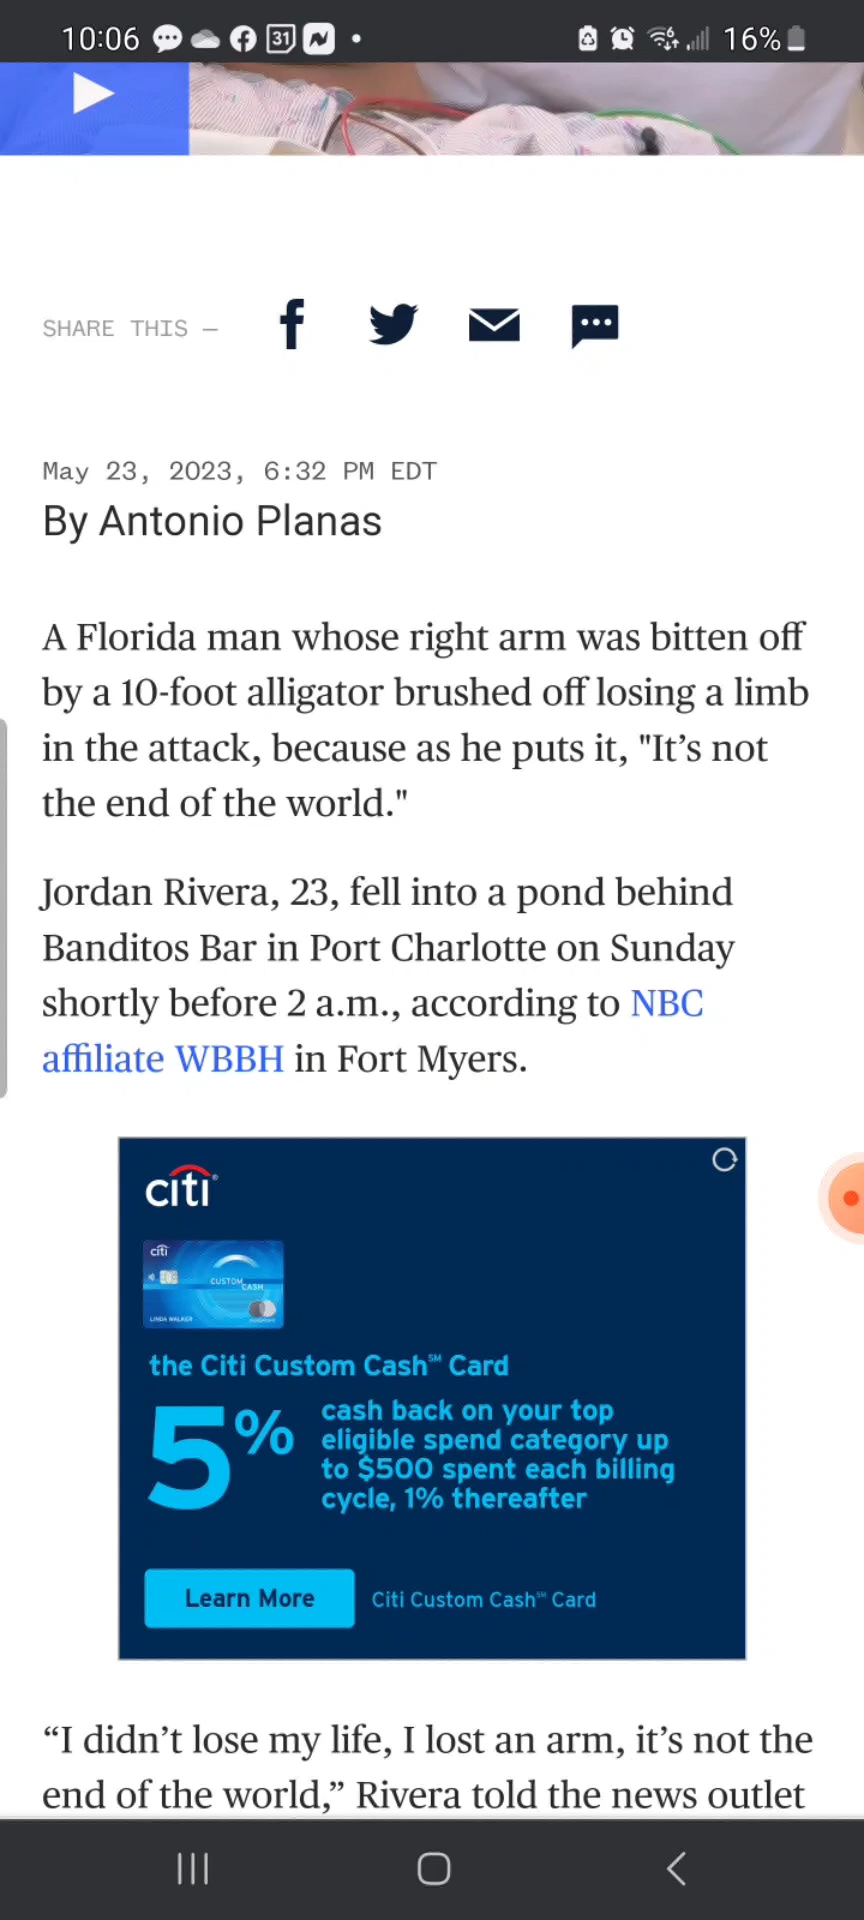 10:06
31
16%
SHARE THIS —
May 23, 2023, 6:32 PM EDT
By Antonio Planas
A Florida man whose right arm was bitten off
by a 10-foot alligator brushed off losing a limb
in the attack, because as he puts it, "It’s not
the end of the world."
Jordan Rivera, 23, fell into a pond behind
Banditos Bar in Port Charlotte on Sunday
shortly before 2 a.m., according to NBC
affiliate WBBH in Fort Myers.
citi®
citi
CUSTOM CASH
LINDA WALKER
the Citi Custom Cash℠ Card
5% cash back on your top
eligible spend category up
to $500 spent each billing
cycle, 1% thereafter
Learn More Citi Custom Cash℠ Card
“I didn’t lose my life, I lost an arm, it’s not the
end of the world,” Rivera told the news outlet